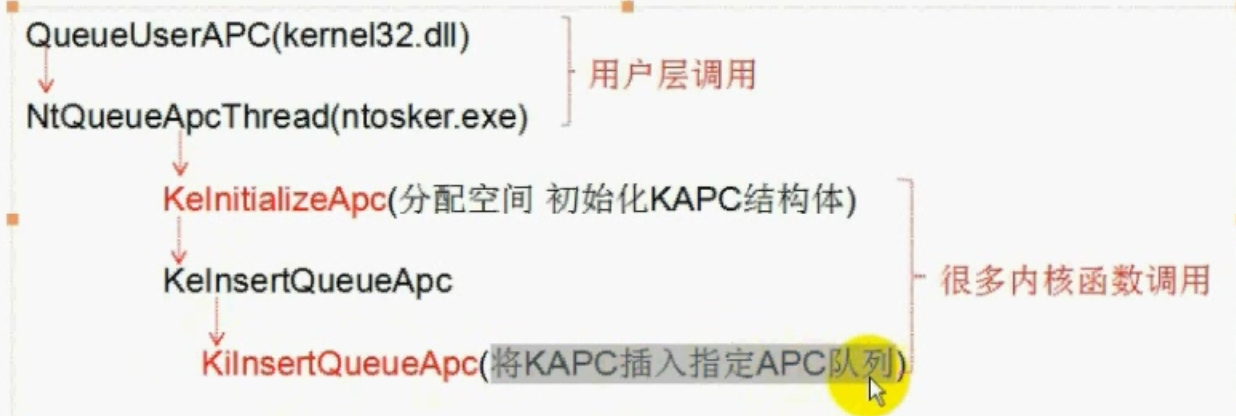 QueueUserAPC(kernel32.dll)
用户层调用
NtQueueApcThread(ntosker.exe)
KeInitializeApc(分配空间 初始化KAPC结构体)
KeInsertQueueApc
很多内核函数调用
KiInsertQueueApc(将KAPC插入指定APC队列)